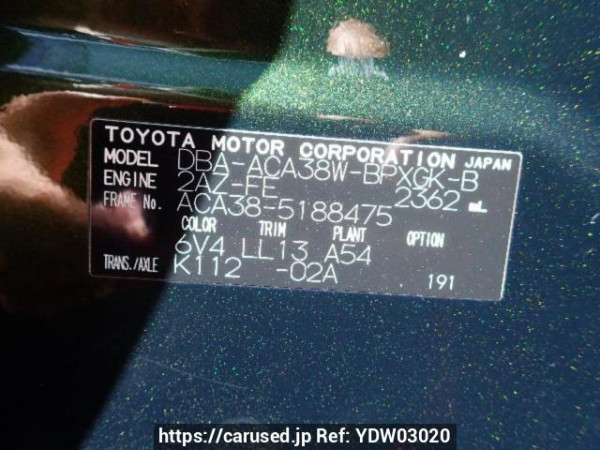 TOYOTA MOTOR CORPORATION JAPAN
MODEL DBA-ACA38W-BPXGK-B
ENGINE 2AZ-FE 2362 mL
FRAME No. ACA38-5188475
COLOR TRIM PLANT OPTION
6V4 LL13 A54
TRANS./AXLE K112 -02A 191
https://carused.jp Ref: YDW03020